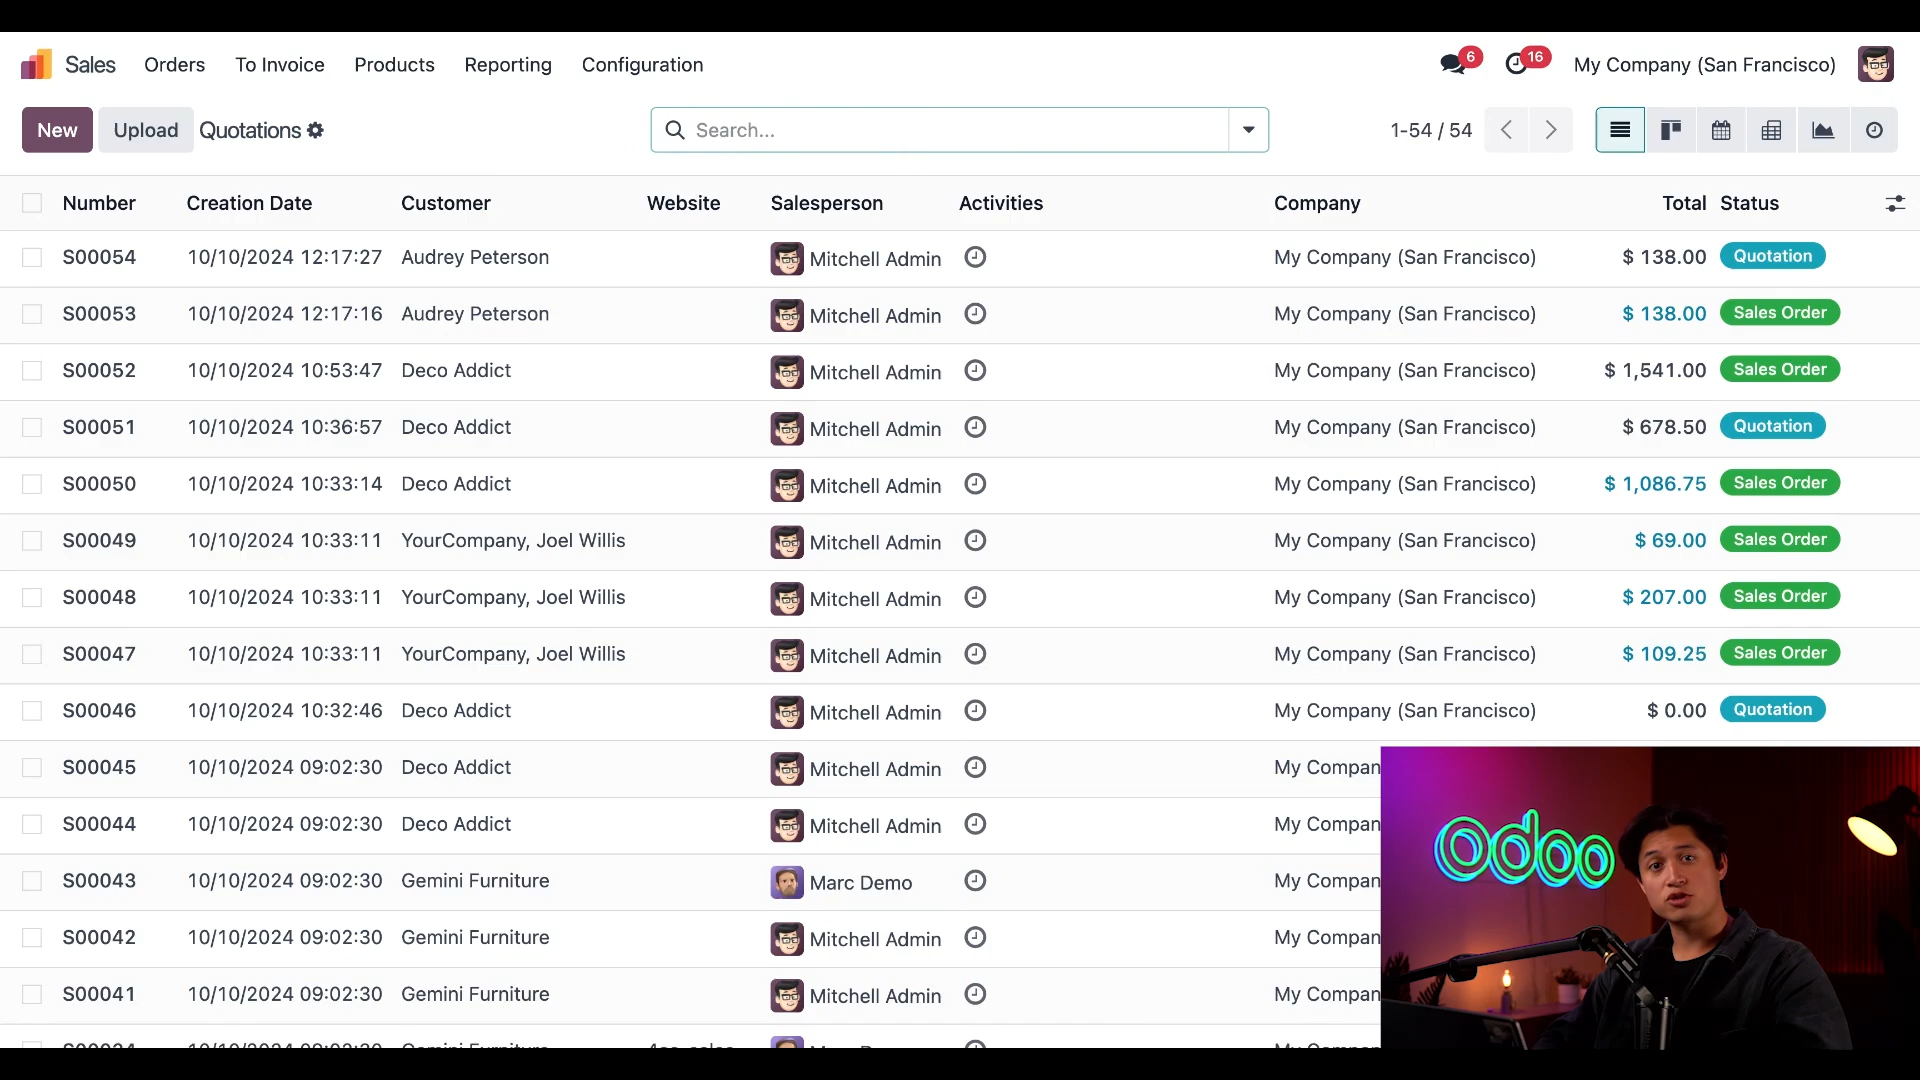 Sales Orders To Invoice Products Reporting Configuration 6 16 My Company (San Francisco)
New Upload Quotations Search... 1-54 / 54
Number Creation Date Customer Website Salesperson Activities Company Total Status
S00054 10/10/2024 12:17:27 Audrey Peterson Mitchell Admin My Company (San Francisco) $ 138.00 Quotation
S00053 10/10/2024 12:17:16 Audrey Peterson Mitchell Admin My Company (San Francisco) $ 138.00 Sales Order
S00052 10/10/2024 10:53:47 Deco Addict Mitchell Admin My Company (San Francisco) $ 1,541.00 Sales Order
S00051 10/10/2024 10:36:57 Deco Addict Mitchell Admin My Company (San Francisco) $ 678.50 Quotation
S00050 10/10/2024 10:33:14 Deco Addict Mitchell Admin My Company (San Francisco) $ 1,086.75 Sales Order
S00049 10/10/2024 10:33:11 YourCompany, Joel Willis Mitchell Admin My Company (San Francisco) $ 69.00 Sales Order
S00048 10/10/2024 10:33:11 YourCompany, Joel Willis Mitchell Admin My Company (San Francisco) $ 207.00 Sales Order
S00047 10/10/2024 10:33:11 YourCompany, Joel Willis Mitchell Admin My Company (San Francisco) $ 109.25 Sales Order
S00046 10/10/2024 10:32:46 Deco Addict Mitchell Admin My Company (San Francisco) $ 0.00 Quotation
S00045 10/10/2024 09:02:30 Deco Addict Mitchell Admin My Compan
S00044 10/10/2024 09:02:30 Deco Addict Mitchell Admin My Compan
S00043 10/10/2024 09:02:30 Gemini Furniture Marc Demo My Compan
S00042 10/10/2024 09:02:30 Gemini Furniture Mitchell Admin My Compan
S00041 10/10/2024 09:02:30 Gemini Furniture Mitchell Admin My Compan
odoo